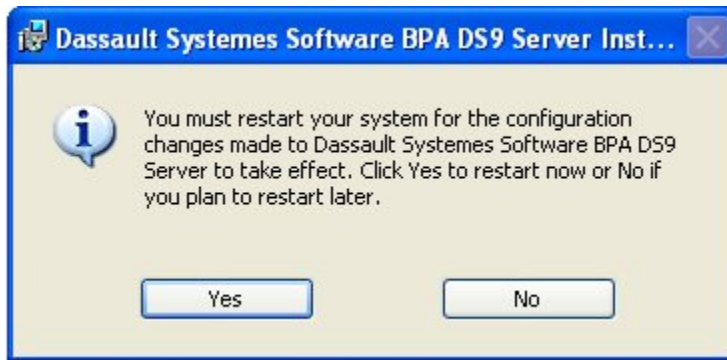 Dassault Systemes Software BPA DS9 Server Inst...
You must restart your system for the configuration
changes made to Dassault Systemes Software BPA DS9
Server to take effect. Click Yes to restart now or No if
you plan to restart later.
Yes
No